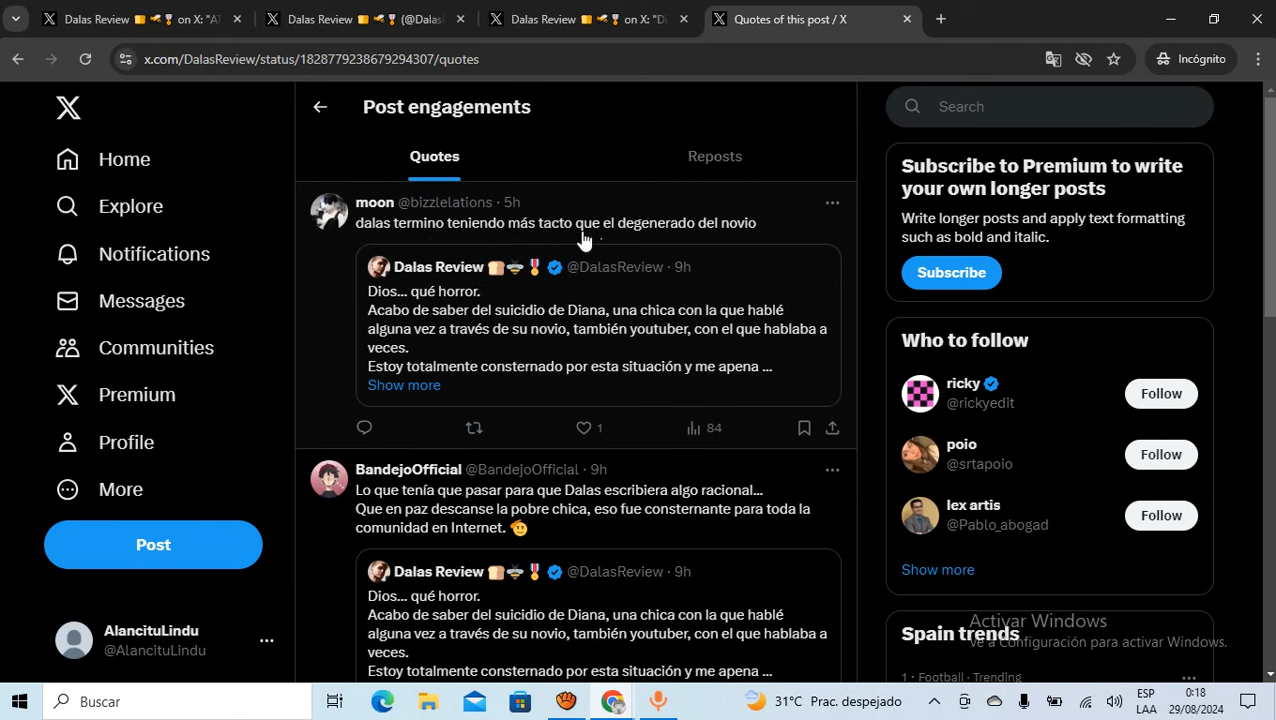 Dalas Review on X: "A
Dalas Review (@Dalas
Dalas Review on X: "D
Quotes of this post / X
x.com/DalasReview/status/1828779238679294307/quotes
Incógnito
Home
Explore
Notifications
Messages
Communities
Premium
Profile
More
Post
AlancituLindu
@AlancituLindu
Post engagements
Quotes
Reposts
moon @bizzlelations · 5h
dalas termino teniendo más tacto que el degenerado del novio
Dalas Review @DalasReview · 9h
Dios... qué horror.
Acabo de saber del suicidio de Diana, una chica con la que hablé
alguna vez a través de su novio, también youtuber, con el que hablaba a
veces.
Estoy totalmente consternado por esta situación y me apena ...
Show more
1
84
BandejoOfficial @BandejoOfficial · 9h
Lo que tenía que pasar para que Dalas escribiera algo racional...
Que en paz descanse la pobre chica, eso fue consternante para toda la
comunidad en Internet.
Dalas Review @DalasReview · 9h
Dios... qué horror.
Acabo de saber del suicidio de Diana, una chica con la que hablé
alguna vez a través de su novio, también youtuber, con el que hablaba a
veces.
Estoy totalmente consternado por esta situación y me apena ...
Search
Subscribe to Premium to write
your own longer posts
Write longer posts and apply text formatting
such as bold and italic.
Subscribe
Who to follow
ricky
@rickyedit
Follow
poio
@srtapoio
Follow
lex artis
@Pablo_abogad
Follow
Show more
Activar Windows
Ve a Configuración para activar Windows.
Spain trends
1 · Football · Trending
Buscar
31°C Prac. despejado
ESP
LAA
0:18
29/08/2024